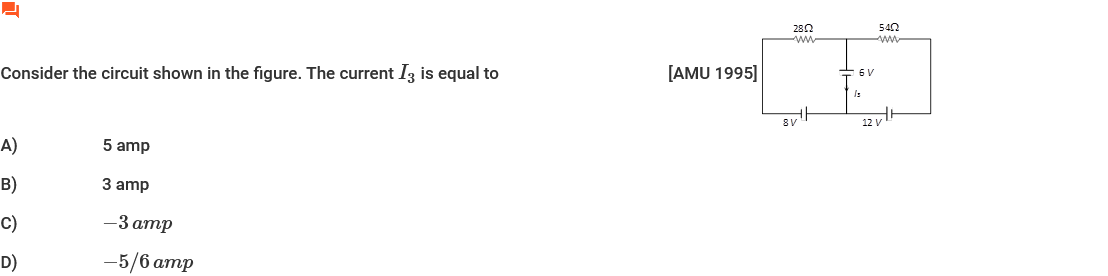 Consider the circuit shown in the figure. The current I₃ is equal to [AMU 1995]
28Ω 54Ω
6 V
I₃
8 V 12 V
A) 5 amp
B) 3 amp
C) −3 amp
D) −5/6 amp